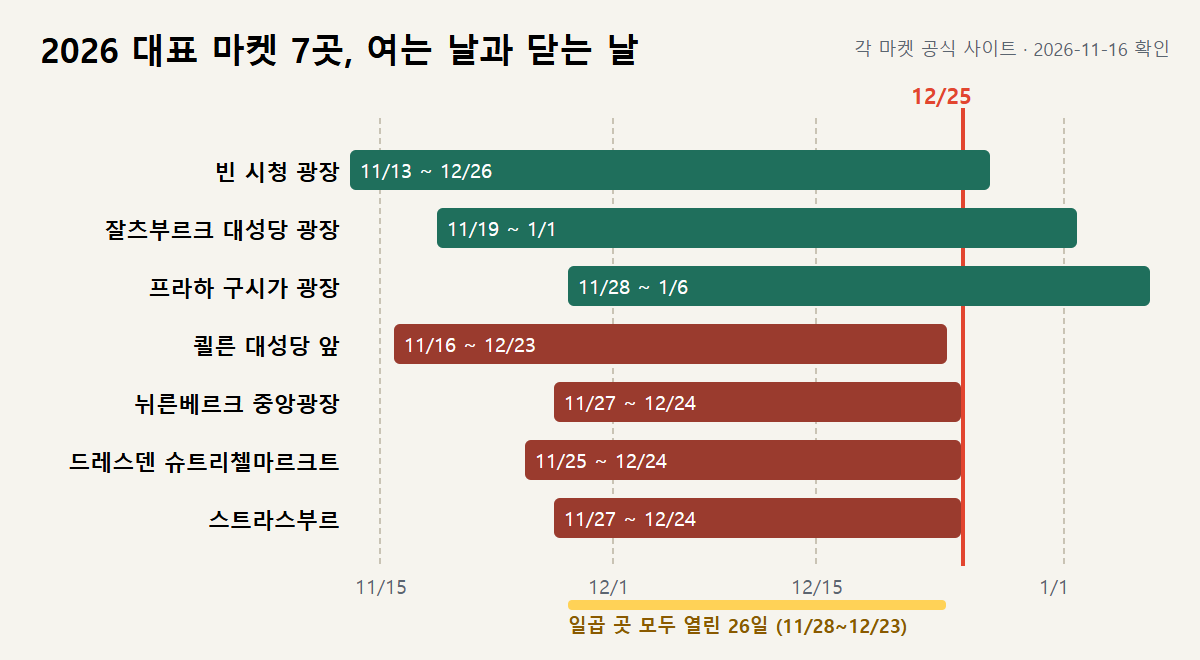 2026 대표 마켓 7곳, 여는 날과 닫는 날
각 마켓 공식 사이트 · 2026-11-16 확인
12/25
빈 시청 광장 11/13 ~ 12/26
잘츠부르크 대성당 광장 11/19 ~ 1/1
프라하 구시가 광장 11/28 ~ 1/6
쾰른 대성당 앞 11/16 ~ 12/23
뉘른베르크 중앙광장 11/27 ~ 12/24
드레스덴 슈트리첼마르크트 11/25 ~ 12/24
스트라스부르 11/27 ~ 12/24
11/15 12/1 12/15 1/1
일곱 곳 모두 열린 26일 (11/28~12/23)